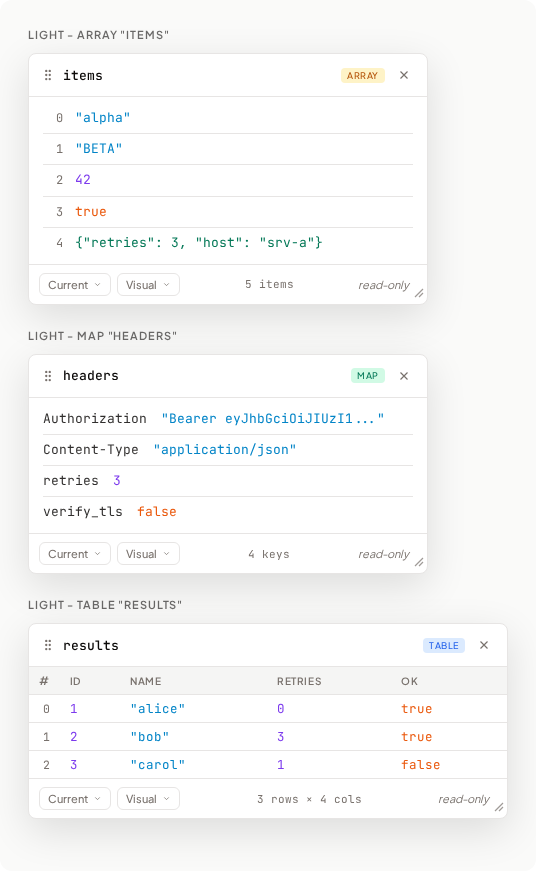 LIGHT – ARRAY "ITEMS"
items ARRAY ×
0 "alpha"
1 "BETA"
2 42
3 true
4 {"retries": 3, "host": "srv-a"}
Current Visual 5 items read-only
LIGHT – MAP "HEADERS"
headers MAP ×
Authorization "Bearer eyJhbGciOiJIUzI1..."
Content-Type "application/json"
retries 3
verify_tls false
Current Visual 4 keys read-only
LIGHT – TABLE "RESULTS"
results TABLE ×
# ID NAME RETRIES OK
0 1 "alice" 0 true
1 2 "bob" 3 true
2 3 "carol" 1 false
Current Visual 3 rows × 4 cols read-only